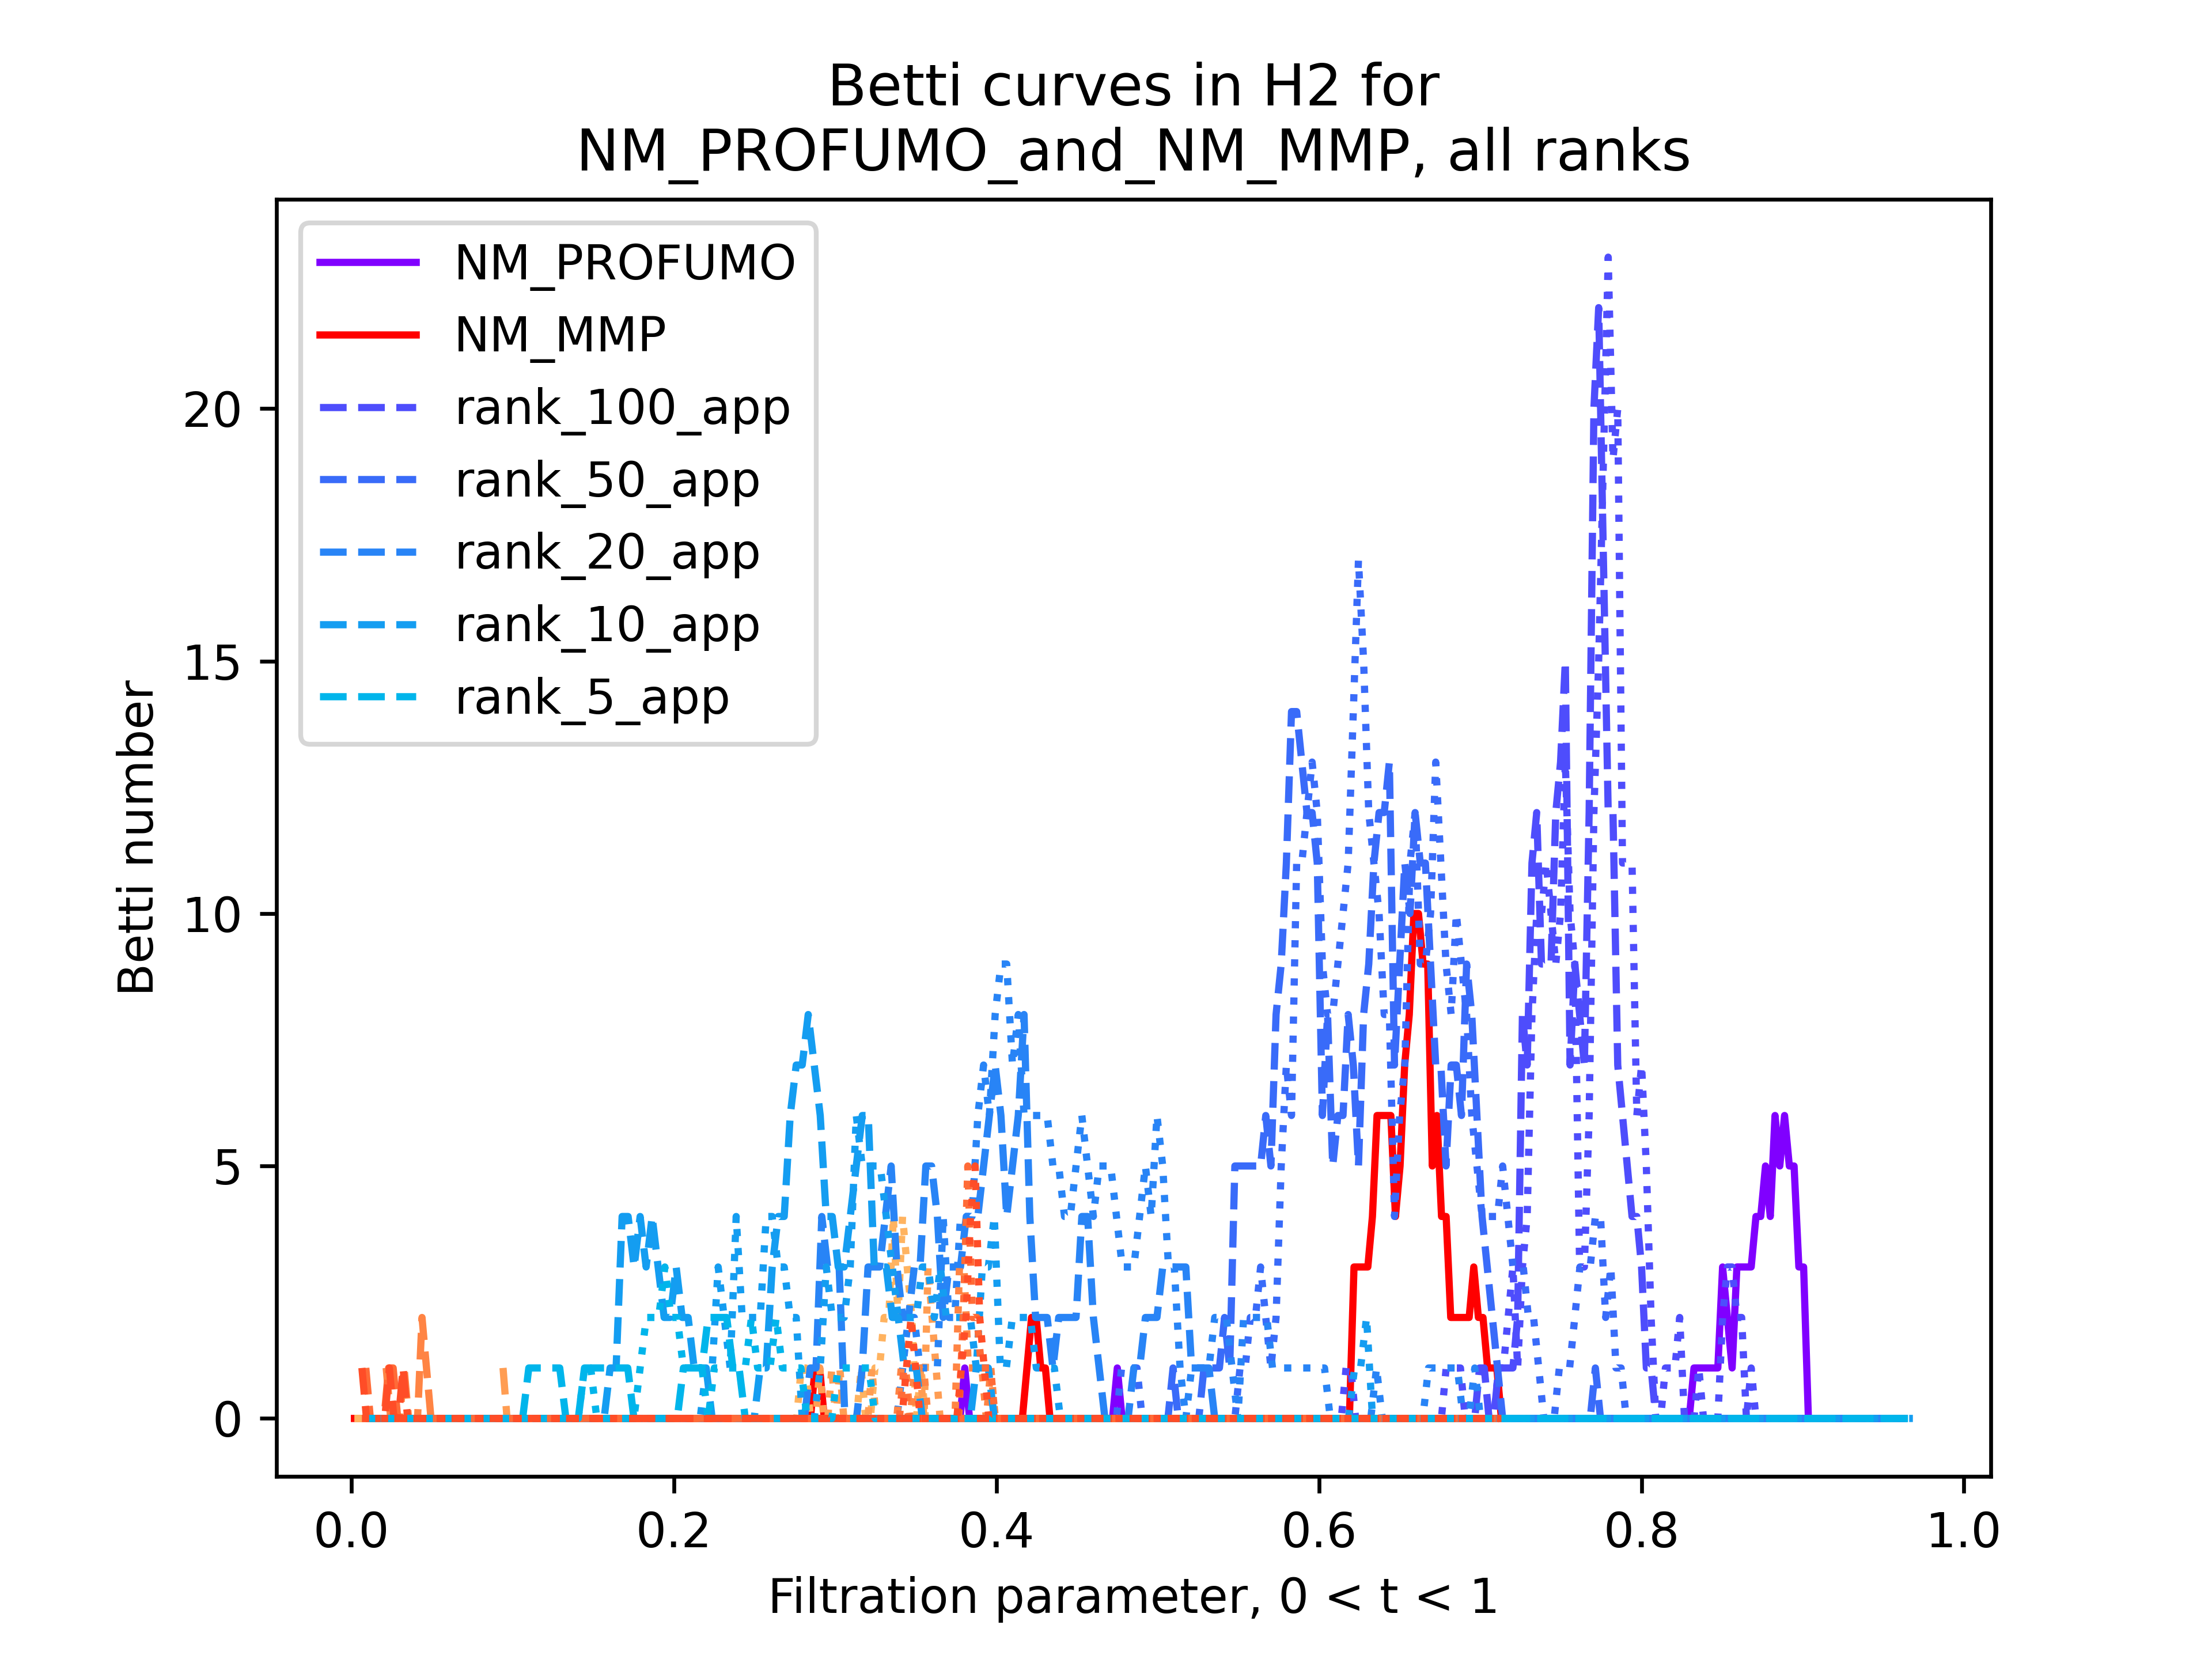 Betti curves in H2 for
NM_PROFUMO_and_NM_MMP, all ranks
NM_PROFUMO
NM_MMP
rank_100_app
rank_50_app
rank_20_app
rank_10_app
rank_5_app
Betti number
20
15
10
5
0
0.0 0.2 0.4 0.6 0.8 1.0
Filtration parameter, 0 < t < 1